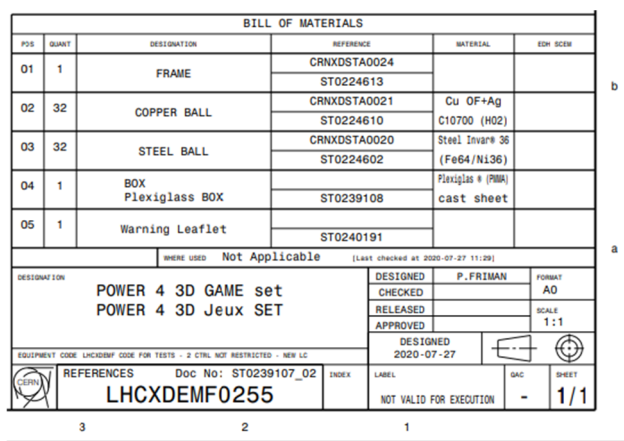 BILL OF MATERIALS
POS QUANT DESIGNATION REFERENCE MATERIAL EDH SCEM
01 1 FRAME CRNXDSTA0024
ST0224613
02 32 COPPER BALL CRNXDSTA0021 Cu OF+Ag
ST0224610 C10700 (H02)
03 32 STEEL BALL CRNXDSTA0020 Steel Invar® 36
ST0224602 (Fe64/Ni36)
04 1 BOX Plexiglas ® (PMMA)
Plexiglass BOX ST0239108 cast sheet
05 1 Warning Leaflet
ST0240191
WHERE USED Not Applicable [Last checked at 2020-07-27 11:29]
DESIGNATION
POWER 4 3D GAME set
POWER 4 3D Jeux SET
EQUIPMENT CODE LHCXDEMF CODE FOR TESTS - 2 CTRL NOT RESTRICTED - NEW LC
DESIGNED P.FRIMAN
CHECKED
RELEASED
APPROVED
FORMAT
A0
SCALE
1:1
DESIGNED
2020-07-27
CERN
REFERENCES Doc No: ST0239107_02
LHCXDEMF0255
INDEX
LABEL
NOT VALID FOR EXECUTION
QAC
-
SHEET
1/1
b
a
3 2 1